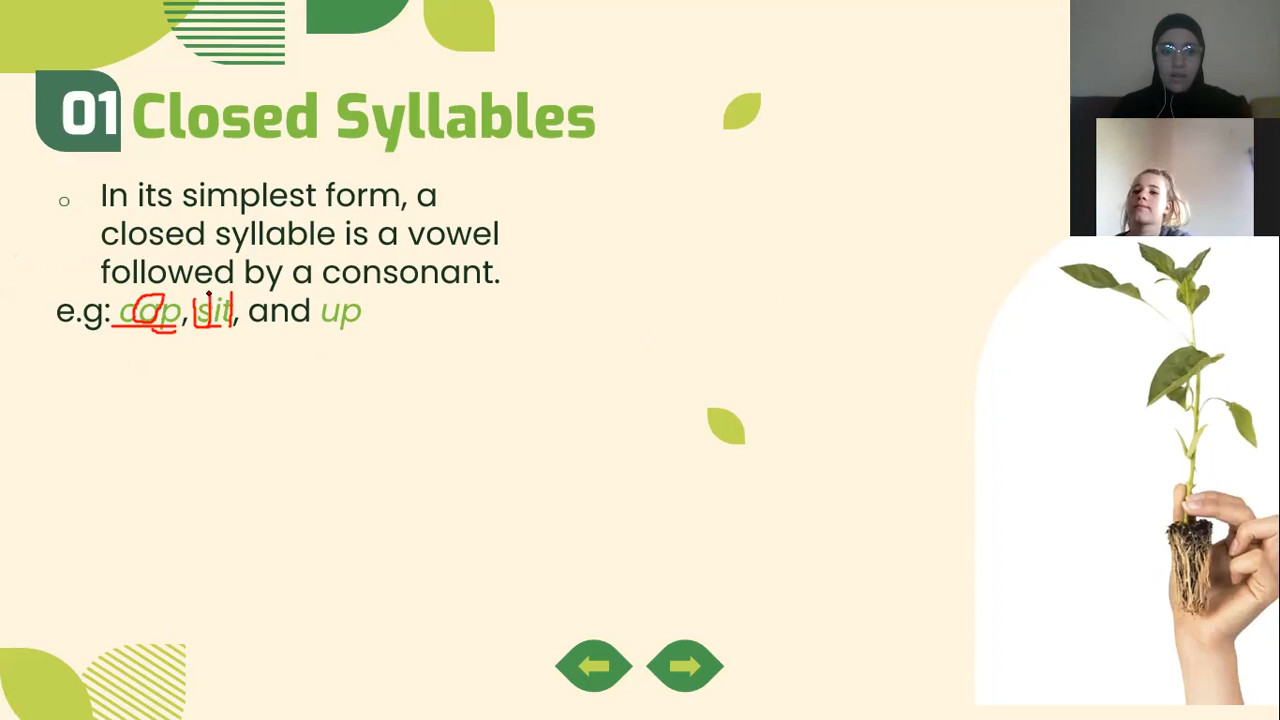 01 Closed Syllables
o In its simplest form, a
closed syllable is a vowel
followed by a consonant.
e.g: cap, sit, and up